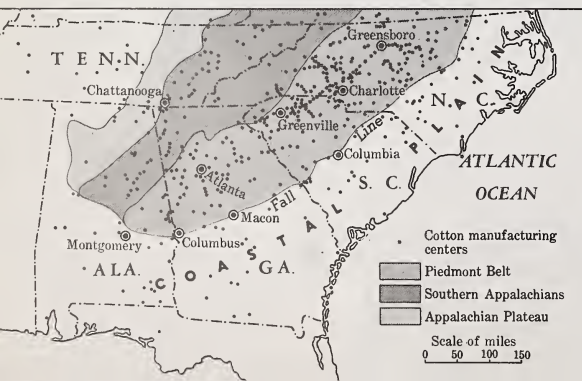 Greensboro
TENN.
Chattanooga
Charlotte
N. C.
Greenville
Fall Line
Columbia
ATLANTIC
OCEAN
Atlanta
S. C.
COASTAL PLAIN
Macon
Montgomery
Columbus
ALA.
GA.
Cotton manufacturing
centers
Piedmont Belt
Southern Appalachians
Appalachian Plateau
Scale of miles
0 50 100 150